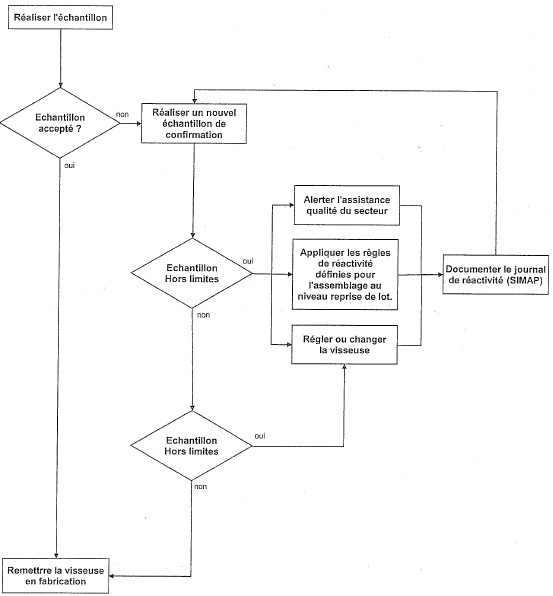 Réaliser l'échantillon
Echantillon
accepté ?
non
oui
Réaliser un nouvel
échantillon de
confirmation
Echantillon
Hors limites
oui
non
Alerter l'assistance
qualité du secteur
Appliquer les règles
de réactivité
définies pour
l'assemblage au
niveau reprise de lot.
Régler ou changer
la visseuse
Documenter le journal
de réactivité (SIMAP)
Echantillon
Hors limites
oui
non
Remettrre la visseuse
en fabrication